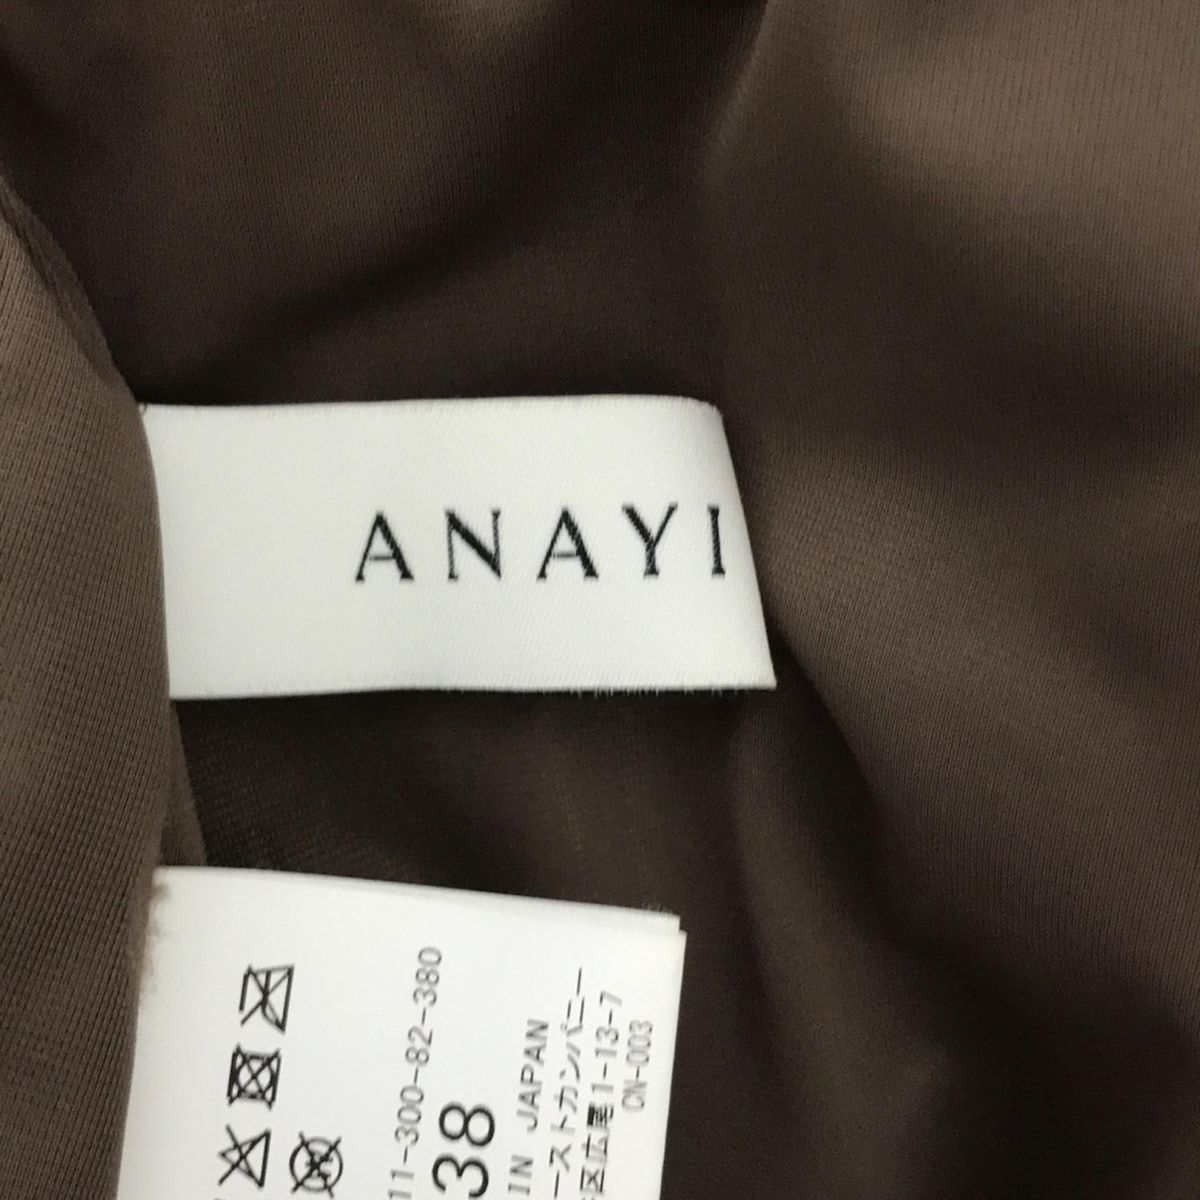 ANAYI
11-300-82-380
38
IN JAPAN
ーストカンパニー
区広尾1-13-7
CN-003